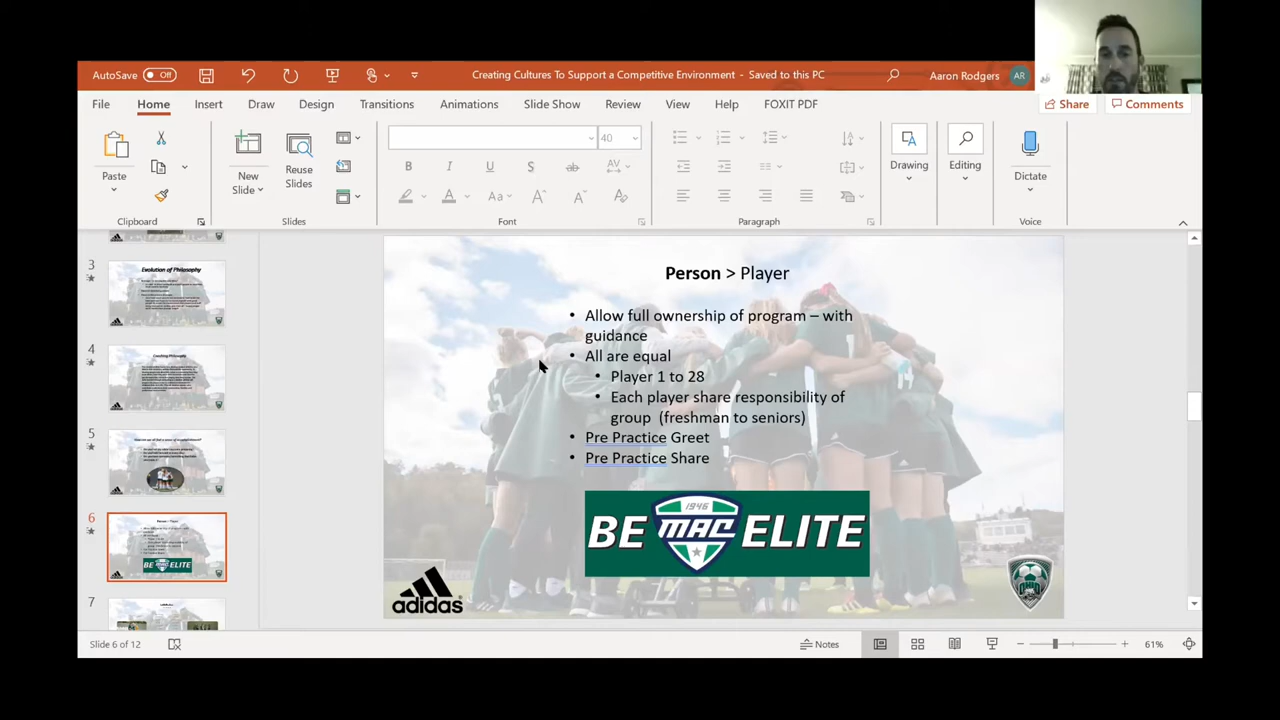 AutoSave Off
Creating Cultures To Support a Competitive Environment - Saved to this PC
Aaron Rodgers AR
File Home Insert Draw Design Transitions Animations Slide Show Review View Help FOXIT PDF
Share Comments
Paste
New Slide
Reuse Slides
40
B I U S ab AV
A Aa A A
Drawing
Editing
Dictate
Clipboard Slides Font Paragraph Voice
3
Evolution of Philosophy
4
Coaching Philosophy
5
6
7
Person > Player
• Allow full ownership of program – with
guidance
• All are equal
• Player 1 to 28
• Each player share responsibility of
group (freshman to seniors)
• Pre Practice Greet
• Pre Practice Share
1946
BE MAC ELITE
adidas
OHIO
Slide 6 of 12
Notes
61%